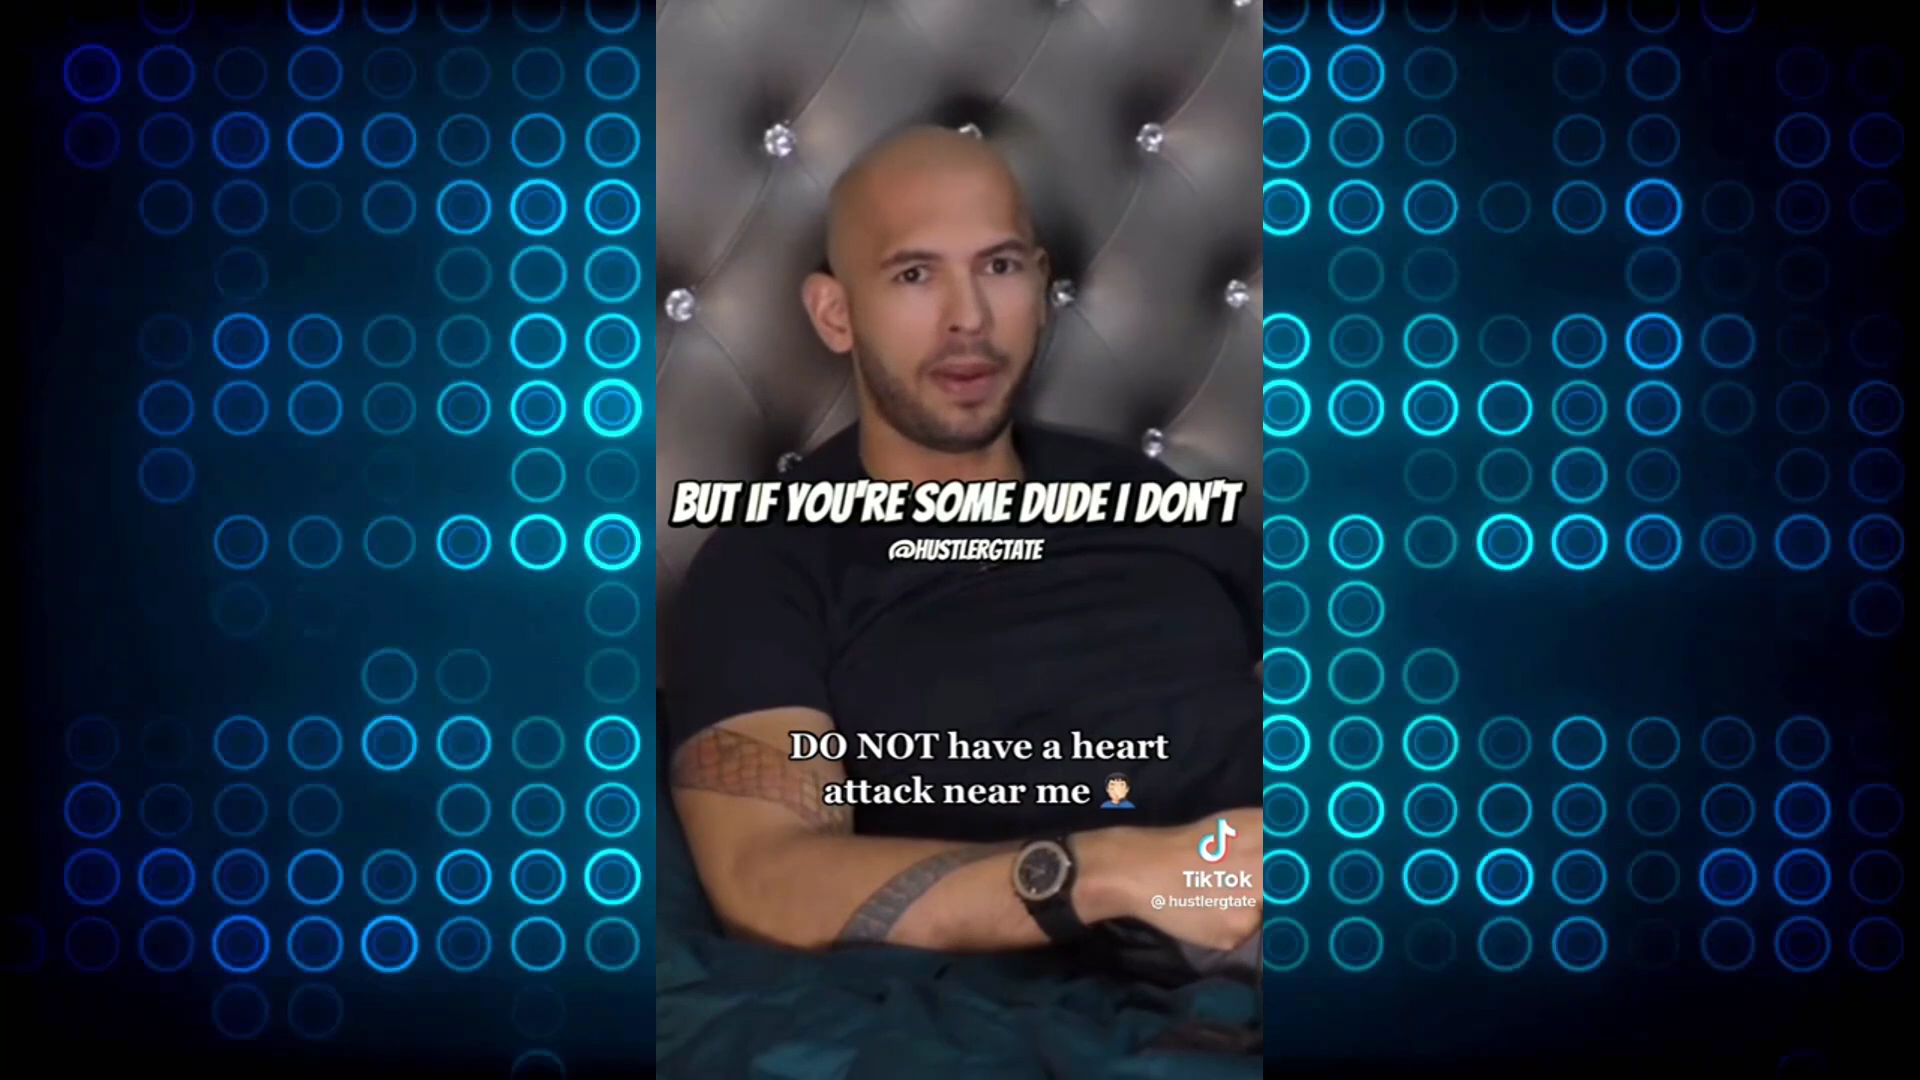 BUT IF YOU'RE SOME DUDE I DON'T
@HUSTLERGTATE
DO NOT have a heart
attack near me 🤦🏻‍♂️
TikTok
@hustlergtate